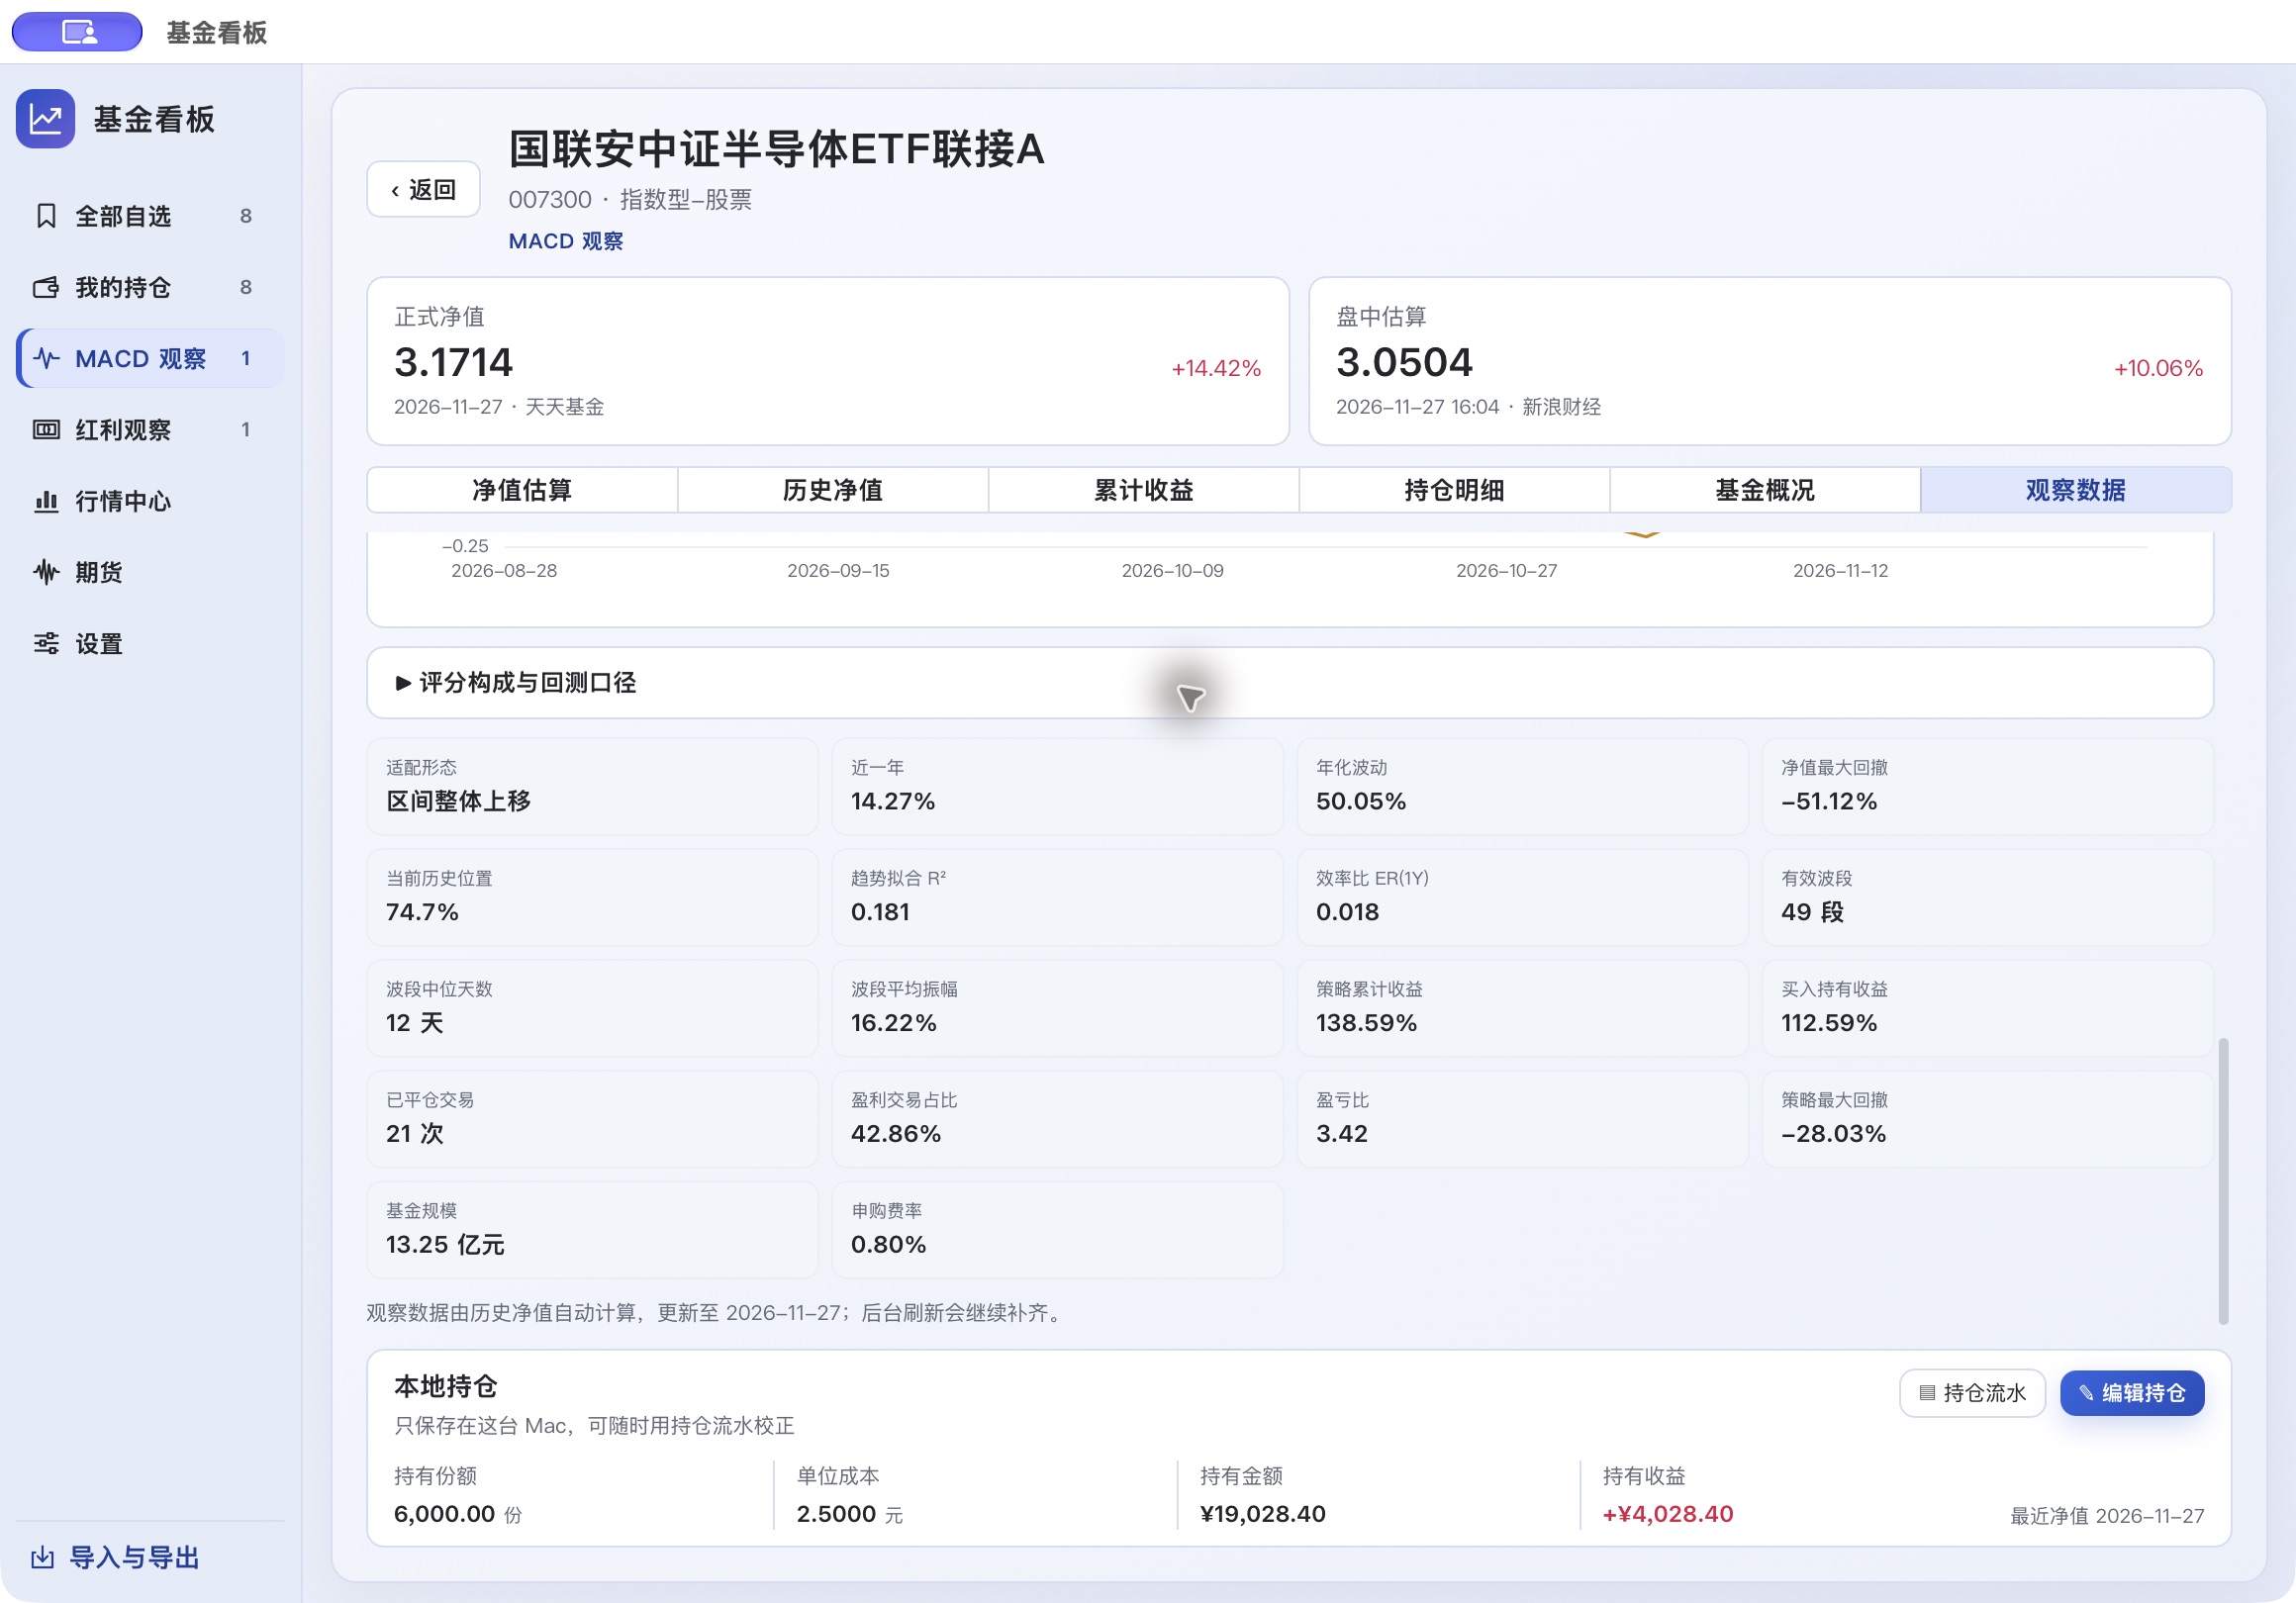 基金看板
基金看板
全部自选 8
我的持仓 8
MACD 观察 1
红利观察 1
行情中心
期货
设置
导入与导出
‹ 返回
国联安中证半导体ETF联接A
007300 · 指数型–股票
MACD 观察
正式净值
3.1714 +14.42%
2026–11–27 · 天天基金
盘中估算
3.0504 +10.06%
2026–11–27 16:04 · 新浪财经
净值估算 历史净值 累计收益 持仓明细 基金概况 观察数据
–0.25
2026–08–28 2026–09–15 2026–10–09 2026–10–27 2026–11–12
▶ 评分构成与回测口径
适配形态 近一年 年化波动 净值最大回撤
区间整体上移 14.27% 50.05% –51.12%
当前历史位置 趋势拟合 R² 效率比 ER(1Y) 有效波段
74.7% 0.181 0.018 49 段
波段中位天数 波段平均振幅 策略累计收益 买入持有收益
12 天 16.22% 138.59% 112.59%
已平仓交易 盈利交易占比 盈亏比 策略最大回撤
21 次 42.86% 3.42 –28.03%
基金规模 申购费率
13.25 亿元 0.80%
观察数据由历史净值自动计算，更新至 2026–11–27；后台刷新会继续补齐。
本地持仓
只保存在这台 Mac，可随时用持仓流水校正
持仓流水 编辑持仓
持有份额 单位成本 持有金额 持有收益
6,000.00 份 2.5000 元 ¥19,028.40 +¥4,028.40 最近净值 2026–11–27